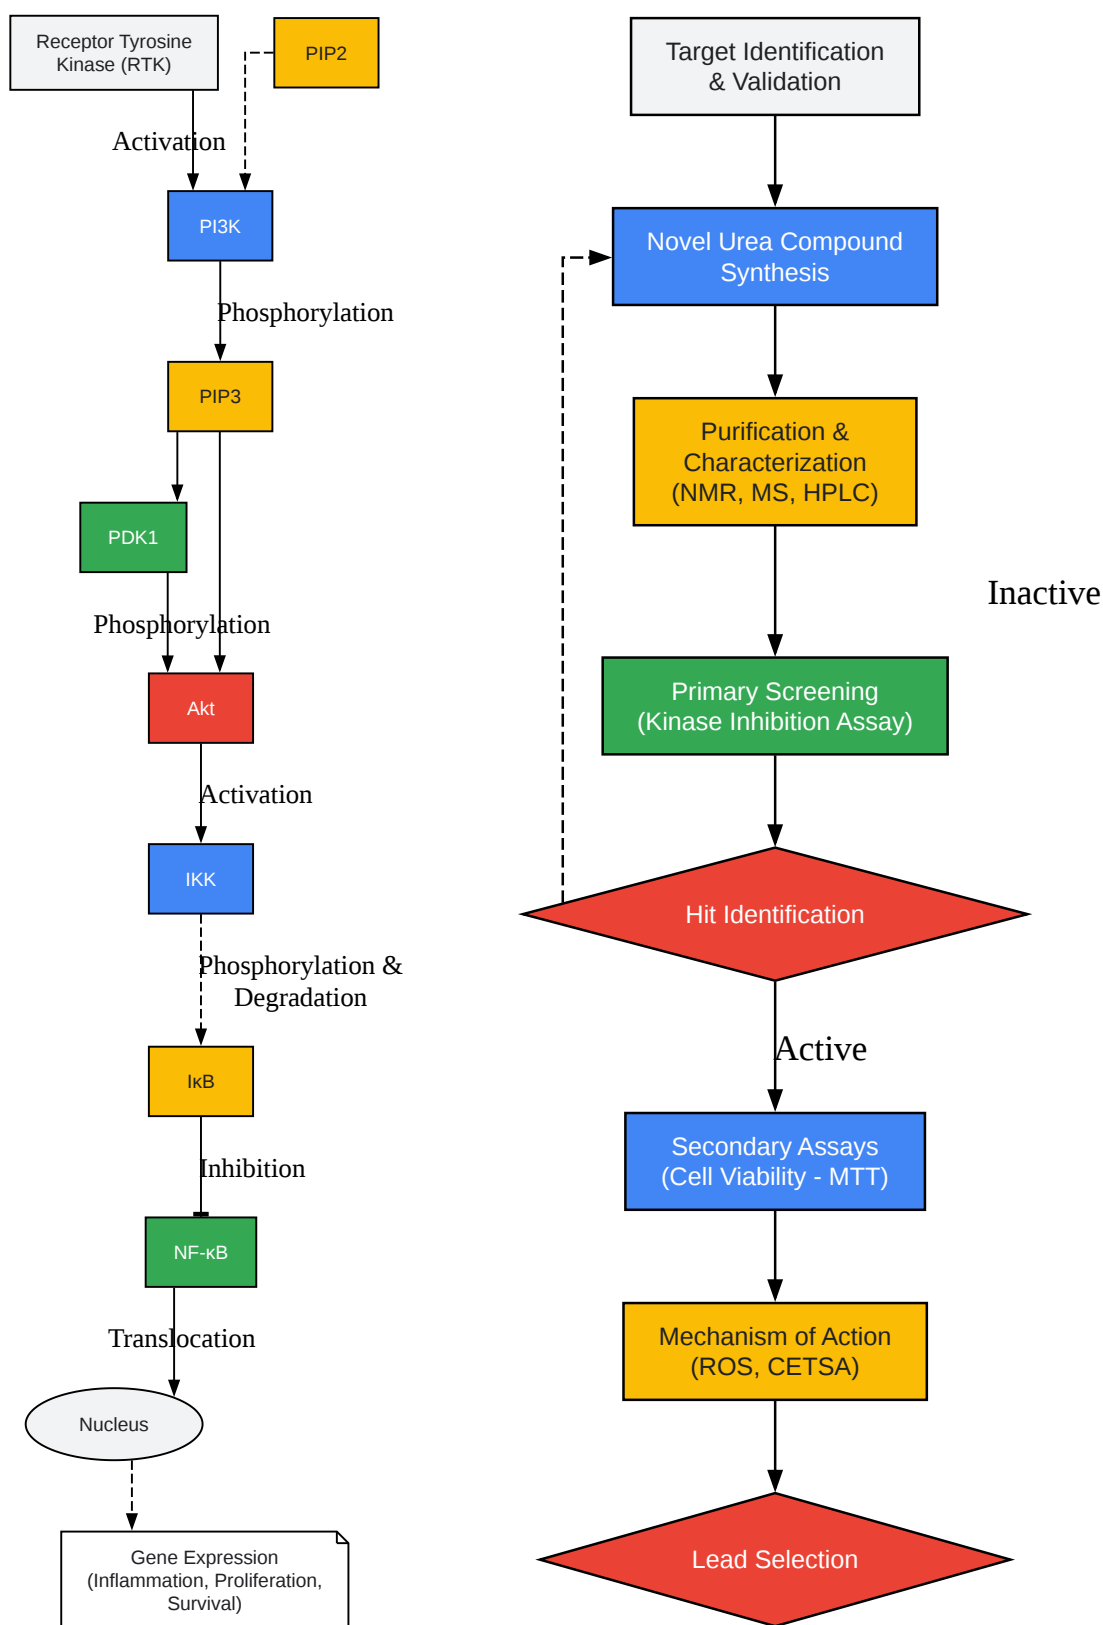 Receptor Tyrosine
Kinase (RTK)
PIP2
Activation
PI3K
Phosphorylation
PIP3
PDK1
Phosphorylation
Akt
Activation
IKK
Phosphorylation &
Degradation
IκB
Inhibition
NF-κB
Translocation
Nucleus
Gene Expression
(Inflammation, Proliferation,
Survival)
Target Identification
& Validation
Novel Urea Compound
Synthesis
Purification &
Characterization
(NMR, MS, HPLC)
Inactive
Primary Screening
(Kinase Inhibition Assay)
Hit Identification
Active
Secondary Assays
(Cell Viability - MTT)
Mechanism of Action
(ROS, CETSA)
Lead Selection